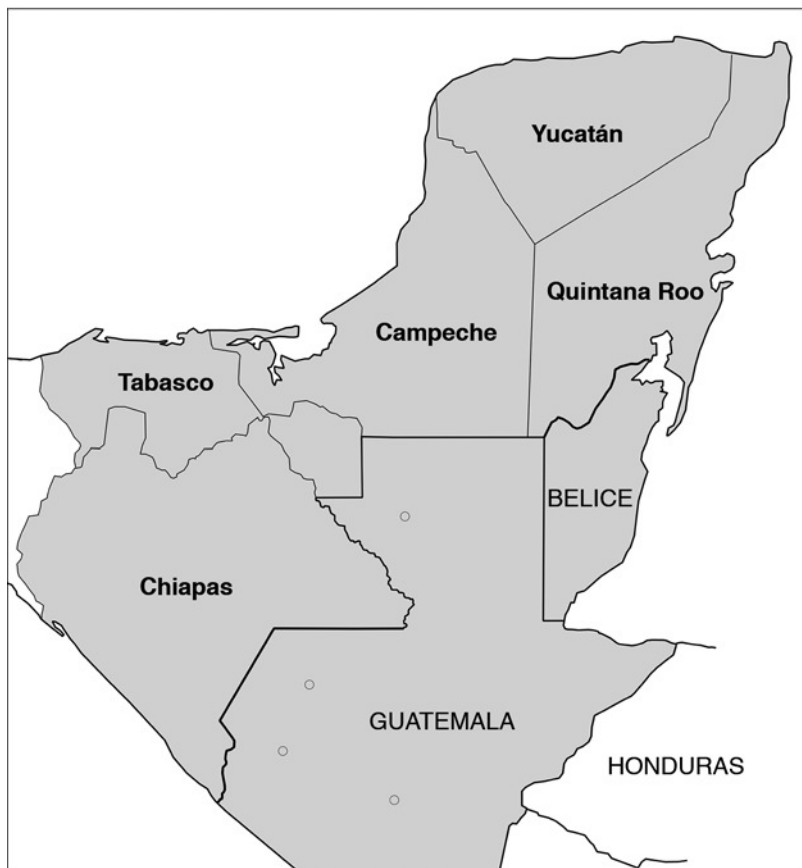 Yucatán
Quintana Roo
Campeche
Tabasco
BELICE
Chiapas
GUATEMALA
HONDURAS